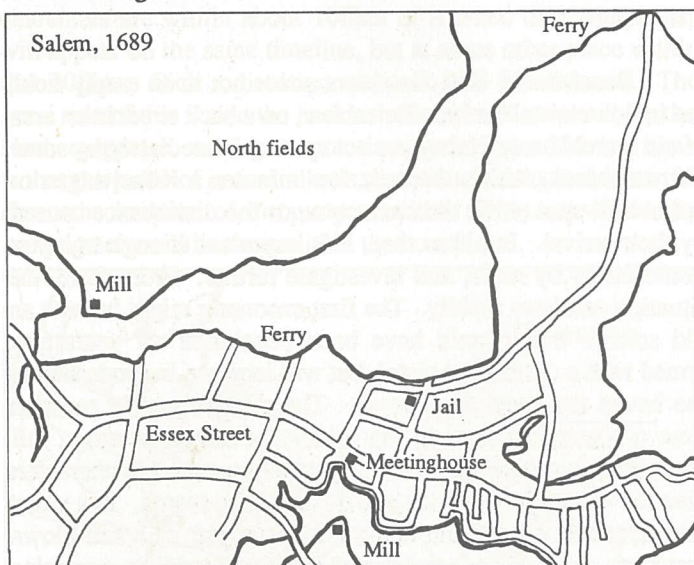 Salem, 1689
Ferry
North fields
Mill
Ferry
Jail
Essex Street
Meetinghouse
Mill